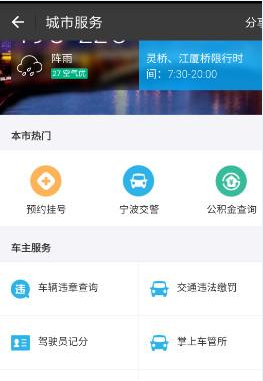 城市服务
分享
阵雨
27 空气优
灵桥、江厦桥限行时
间：7:30-20:00
本市热门
预约挂号
宁波交警
公积金查询
车主服务
车辆违章查询
交通违法缴罚
驾驶员记分
掌上车管所